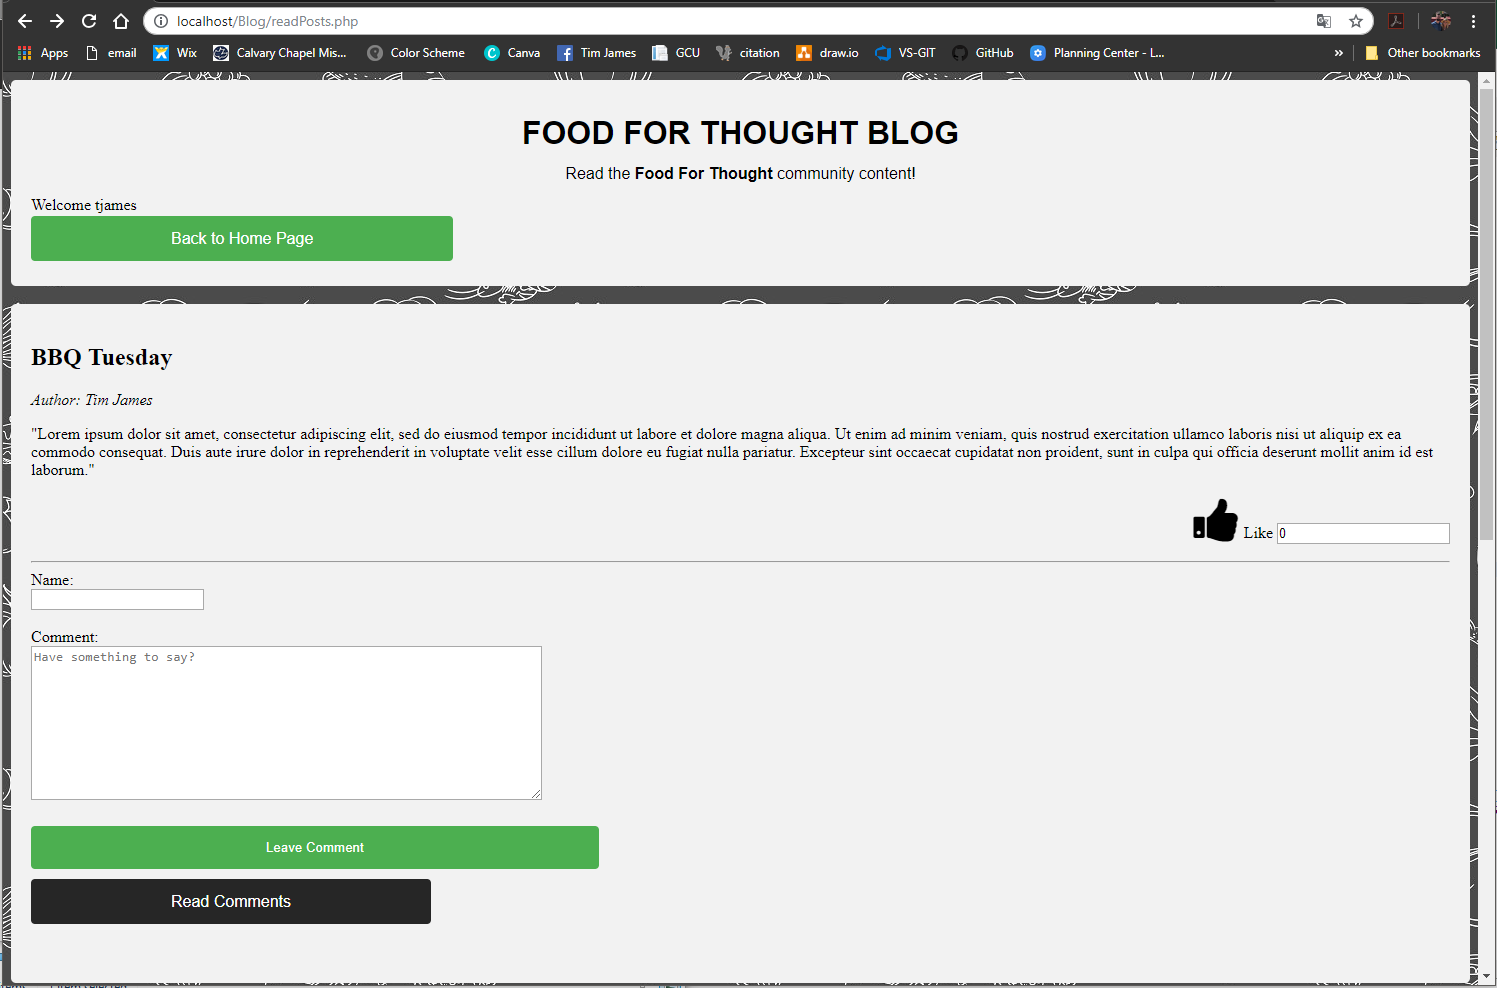 localhost/Blog/readPosts.php
Apps email Wix Calvary Chapel Mis... Color Scheme Canva Tim James GCU citation draw.io VS-GIT GitHub Planning Center - L... » Other bookmarks
FOOD FOR THOUGHT BLOG
Read the Food For Thought community content!
Welcome tjames
Back to Home Page
BBQ Tuesday
Author: Tim James
"Lorem ipsum dolor sit amet, consectetur adipiscing elit, sed do eiusmod tempor incididunt ut labore et dolore magna aliqua. Ut enim ad minim veniam, quis nostrud exercitation ullamco laboris nisi ut aliquip ex ea
commodo consequat. Duis aute irure dolor in reprehenderit in voluptate velit esse cillum dolore eu fugiat nulla pariatur. Excepteur sint occaecat cupidatat non proident, sunt in culpa qui officia deserunt mollit anim id est
laborum."
Like 0
Name:
Comment:
Have something to say?
Leave Comment
Read Comments